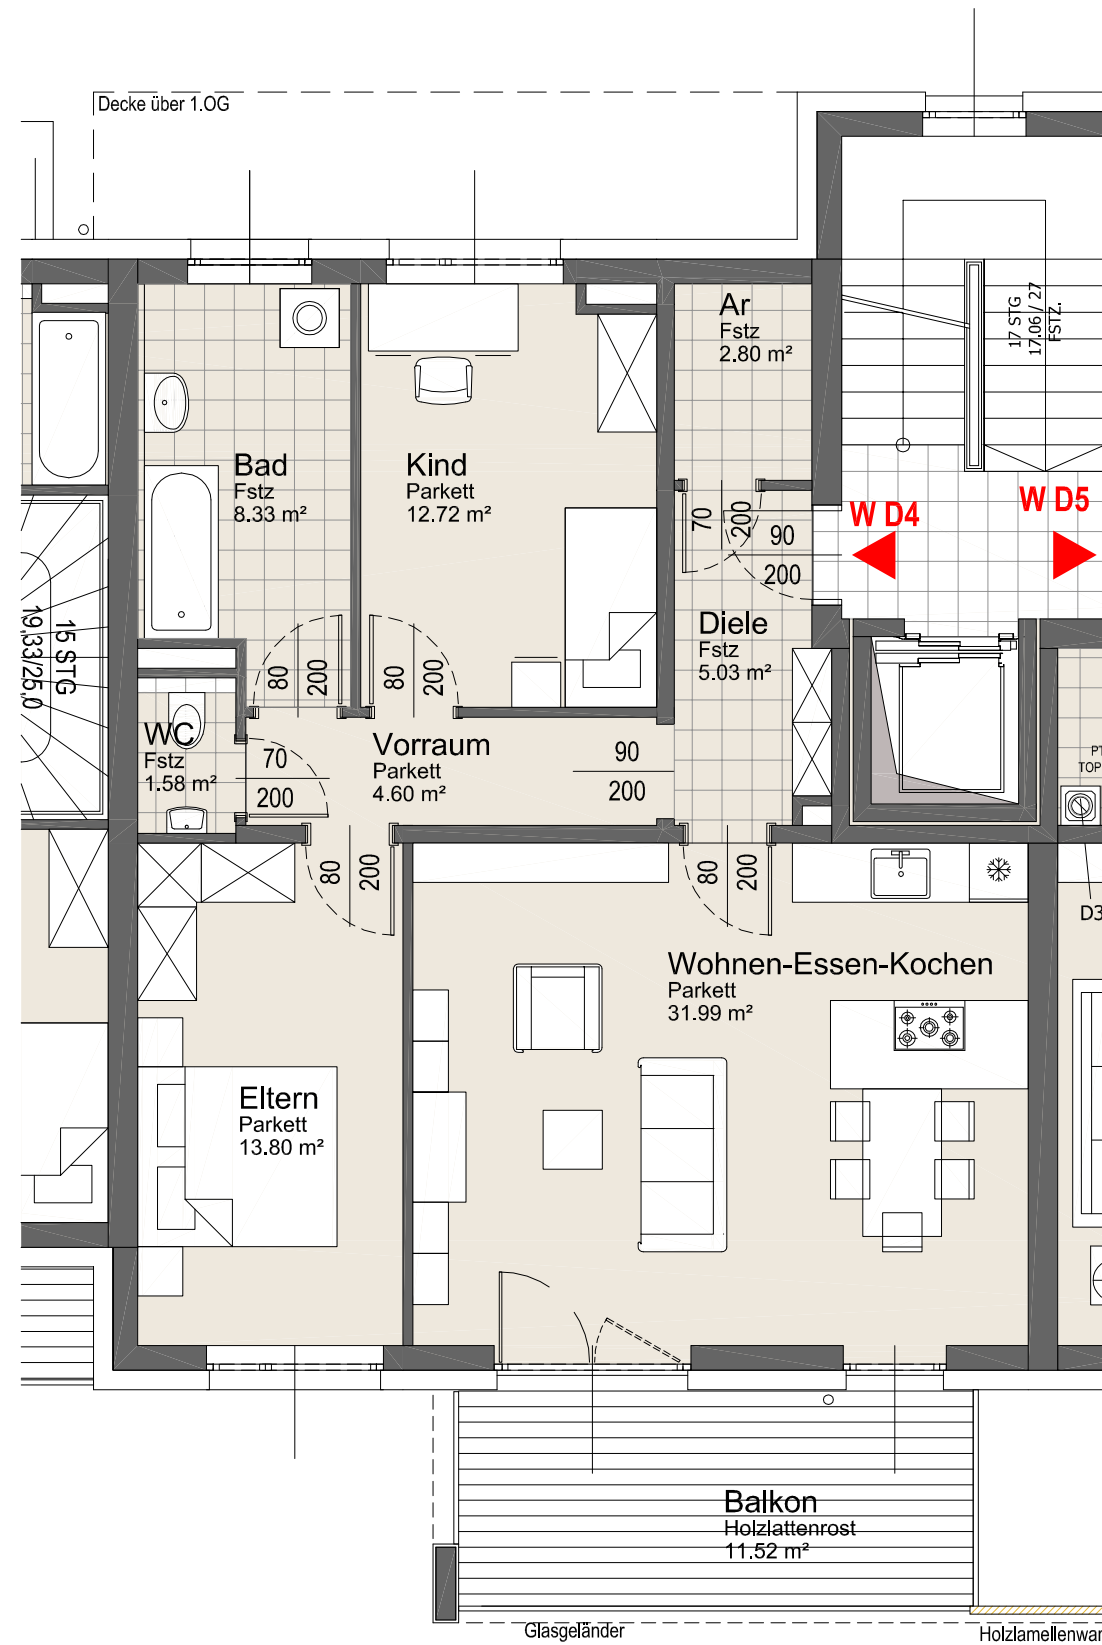 Decke über 1.OG
Ar
Fstz
2.80 m²
17 STG
17.06 / 27
FSTZ.
Bad
Fstz
8.33 m²
Kind
Parkett
12.72 m²
70
200
90
200
W D4
W D5
15 STG
19,33/25,0
Diele
Fstz
5.03 m²
80
200
80
200
WC
Fstz
1.58 m²
70
200
Vorraum
Parkett
4.60 m²
90
200
PT
TOP
80
200
80
200
D3
Wohnen-Essen-Kochen
Parkett
31.99 m²
Eltern
Parkett
13.80 m²
Balkon
Holzlattenrost
11.52 m²
Glasgeländer
Holzlamellenwan